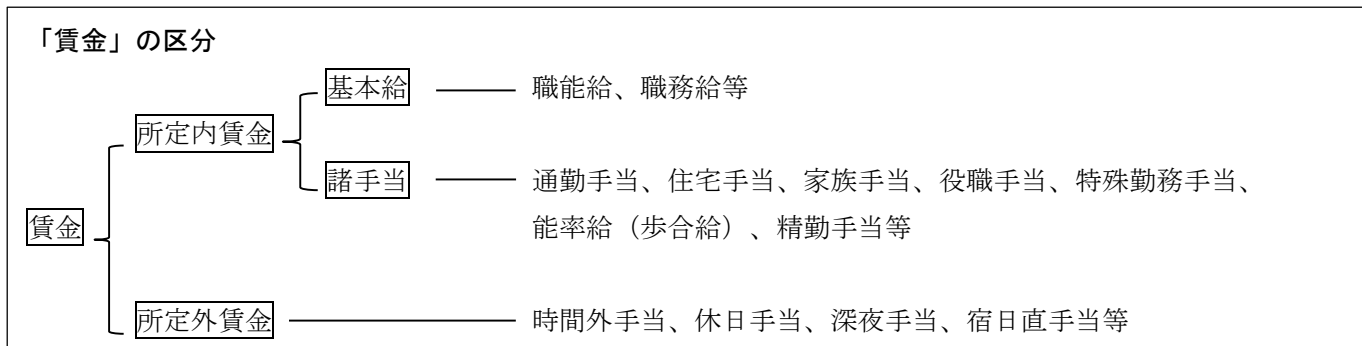 「賃金」の区分
基本給 職能給、職務給等
所定内賃金
諸手当 通勤手当、住宅手当、家族手当、役職手当、特殊勤務手当、
能率給（歩合給）、精勤手当等
賃金
所定外賃金 時間外手当、休日手当、深夜手当、宿日直手当等